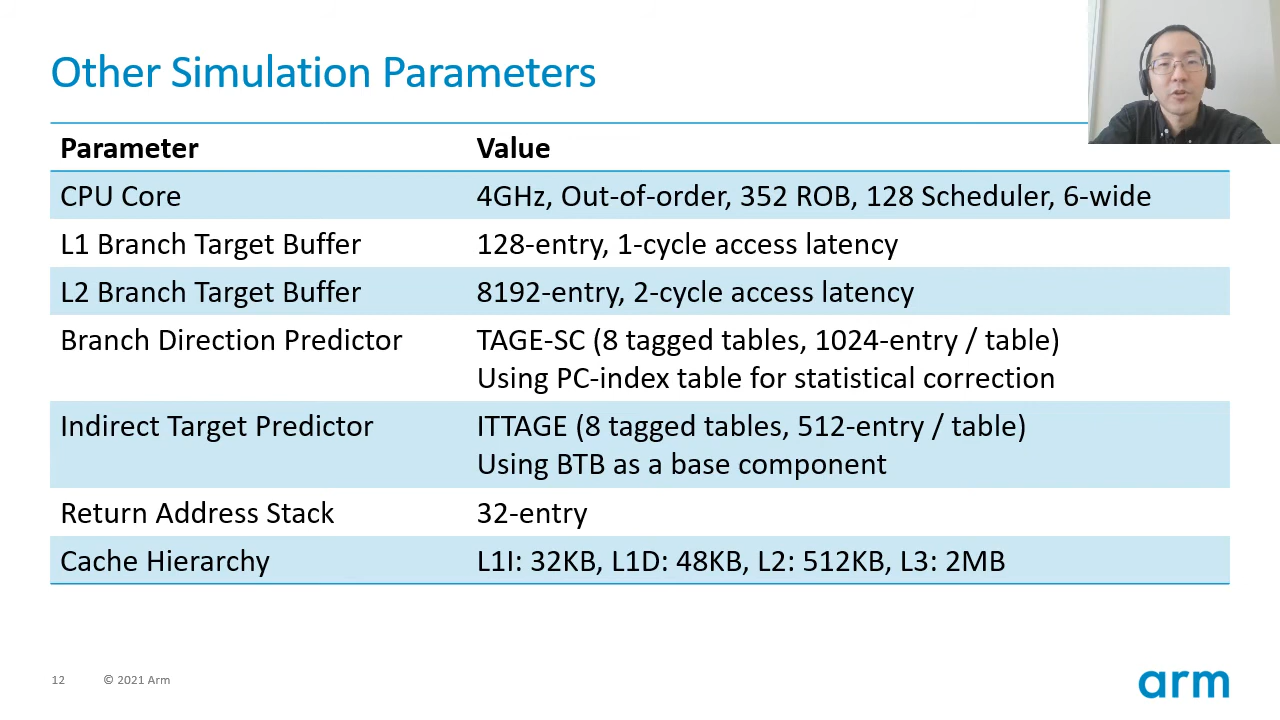 Other Simulation Parameters
Parameter Value
CPU Core 4GHz, Out-of-order, 352 ROB, 128 Scheduler, 6-wide
L1 Branch Target Buffer 128-entry, 1-cycle access latency
L2 Branch Target Buffer 8192-entry, 2-cycle access latency
Branch Direction Predictor TAGE-SC (8 tagged tables, 1024-entry / table)
Using PC-index table for statistical correction
Indirect Target Predictor ITTAGE (8 tagged tables, 512-entry / table)
Using BTB as a base component
Return Address Stack 32-entry
Cache Hierarchy L1I: 32KB, L1D: 48KB, L2: 512KB, L3: 2MB
12 © 2021 Arm
arm